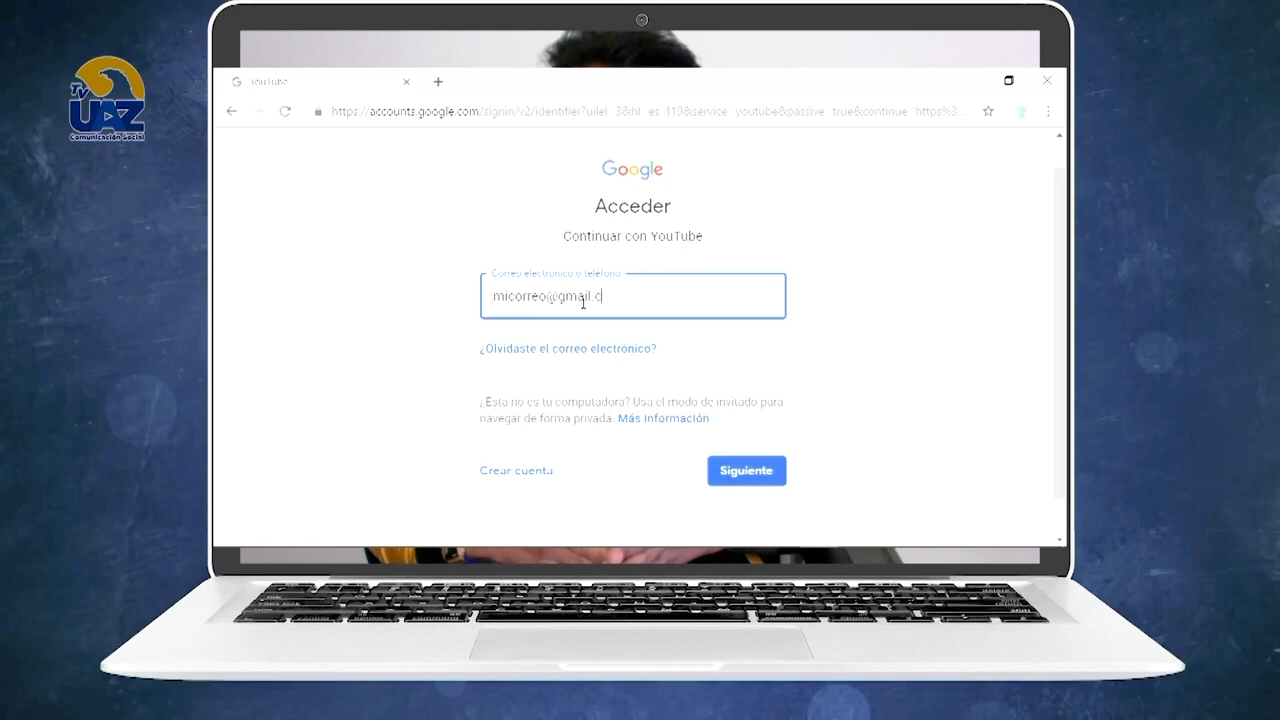 TV
UAZ
Comunicación Social
YouTube
https://accounts.google.com/signin/v2/identifier?uilel 3&hl es-419&service youtube&passive true&continue https%3...
Google
Acceder
Continuar con YouTube
Correo electrónico o teléfono
micorreo@gmail.c
¿Olvidaste el correo electrónico?
¿Esta no es tu computadora? Usa el modo de invitado para
navegar de forma privada. Más información
Crear cuenta
Siguiente